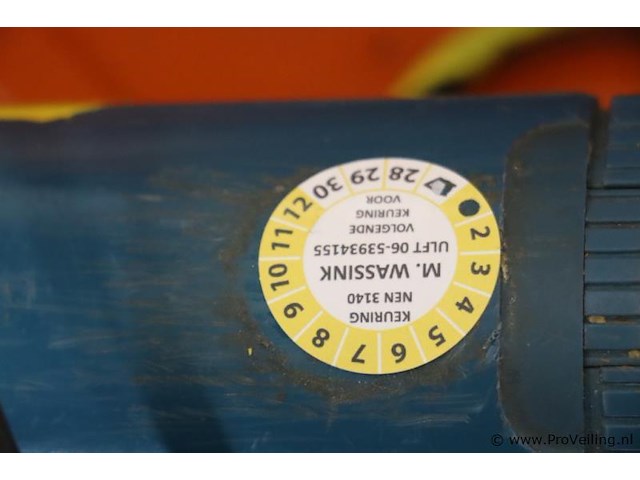 KEURING
NEN 3140
M. WASSINK
ULFT 06-53934155
VOLGENDE
KEURING
VOOR
2 3 4 5 6 7 8 9 10 11 12
30 29 28
© www.ProVeiling.nl